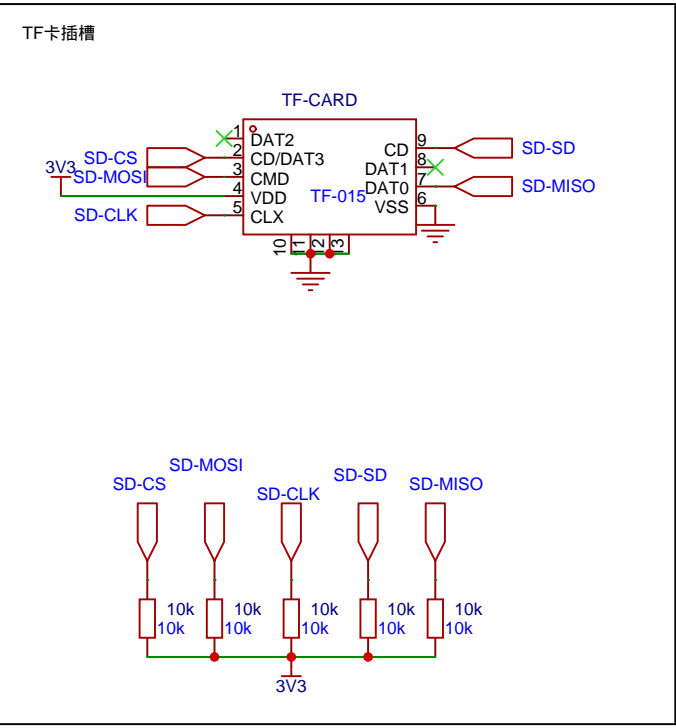 TF卡插槽
TF-CARD
1
DAT2
CD
9
SD-SD
SD-CS
2
CD/DAT3
DAT1
8
3V3
SD-MOSI
3
CMD
DAT0
7
SD-MISO
4
VDD
TF-015
VSS
6
SD-CLK
5
CLX
10
11
12
13
SD-CS
SD-MOSI
SD-CLK
SD-SD
SD-MISO
10k
10k
10k
10k
10k
10k
10k
10k
10k
10k
3V3